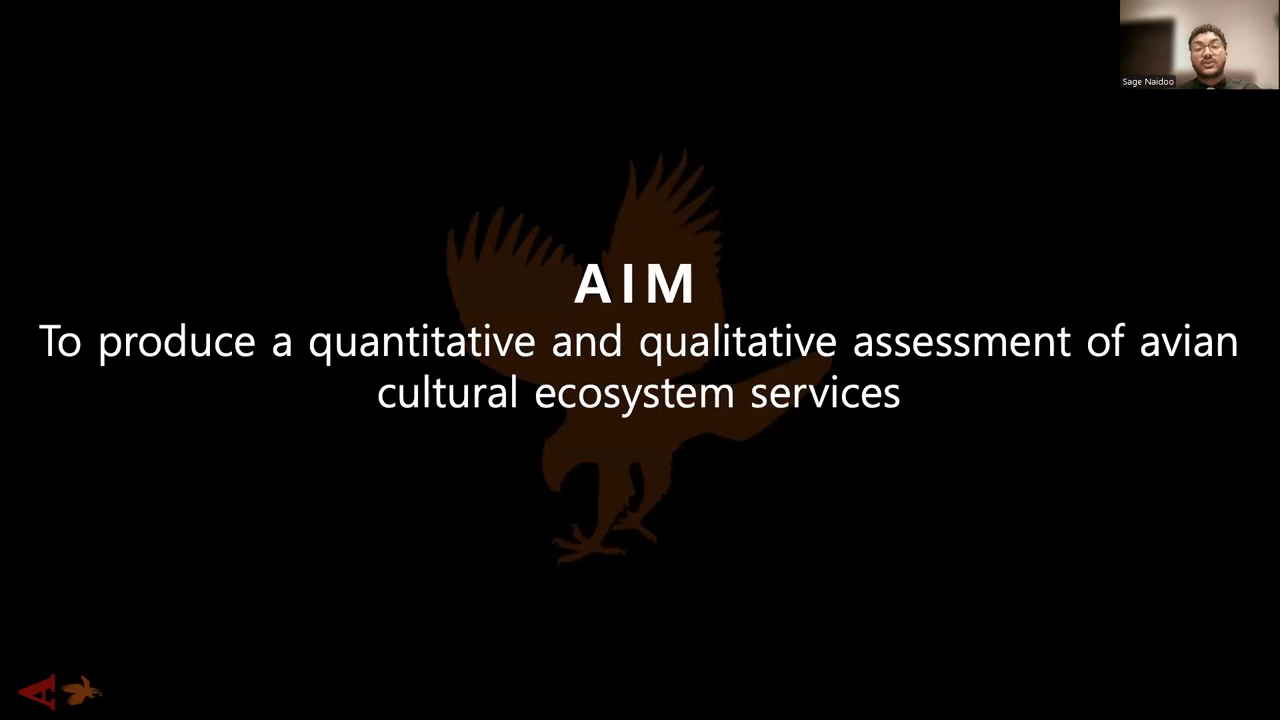 Sage Naidoo
AIM
To produce a quantitative and qualitative assessment of avian
cultural ecosystem services
A